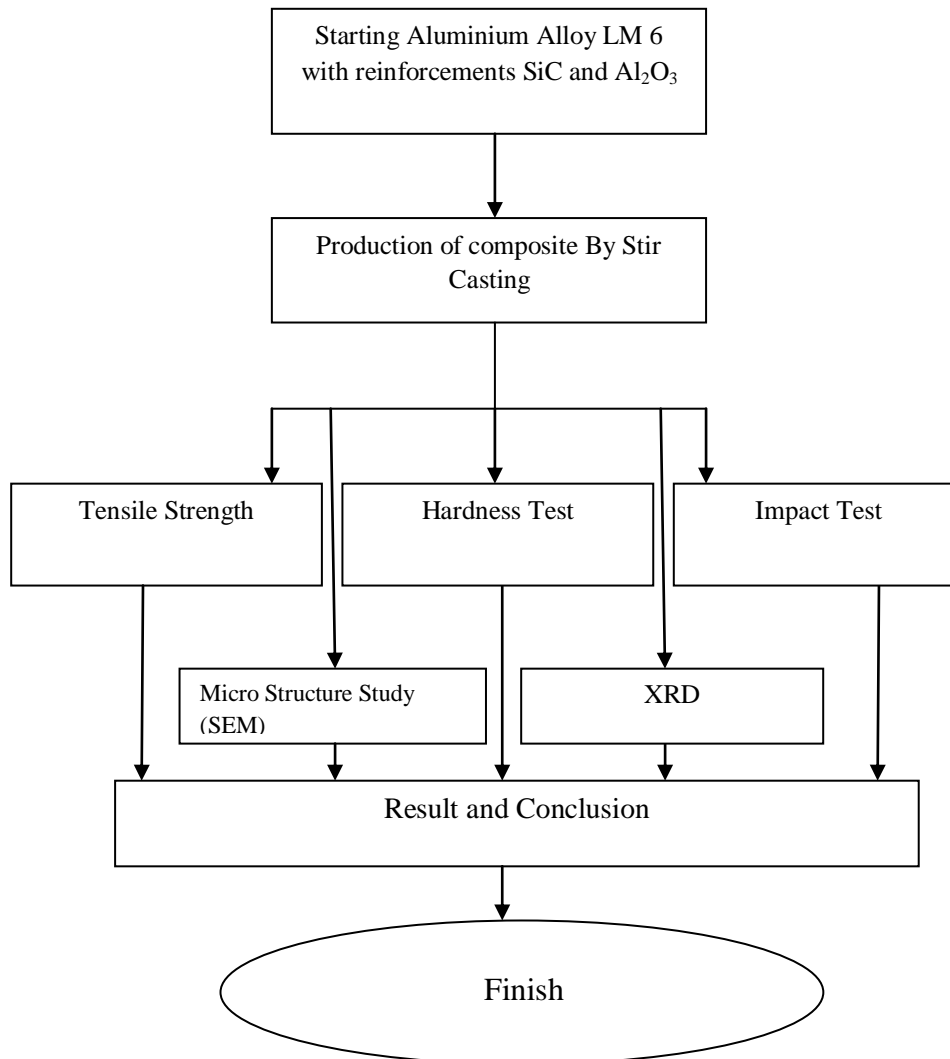 Starting Aluminium Alloy LM 6
with reinforcements SiC and Al₂O₃
Production of composite By Stir
Casting
Tensile Strength
Hardness Test
Impact Test
Micro Structure Study
(SEM)
XRD
Result and Conclusion
Finish